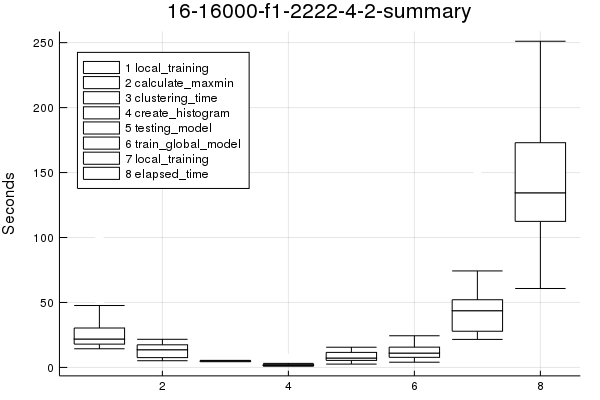 16-16000-f1-2222-4-2-summary
250
200
150
100
50
0
Seconds
1 local_training
2 calculate_maxmin
3 clustering_time
4 create_histogram
5 testing_model
6 train_global_model
7 local_training
8 elapsed_time
2 4 6 8